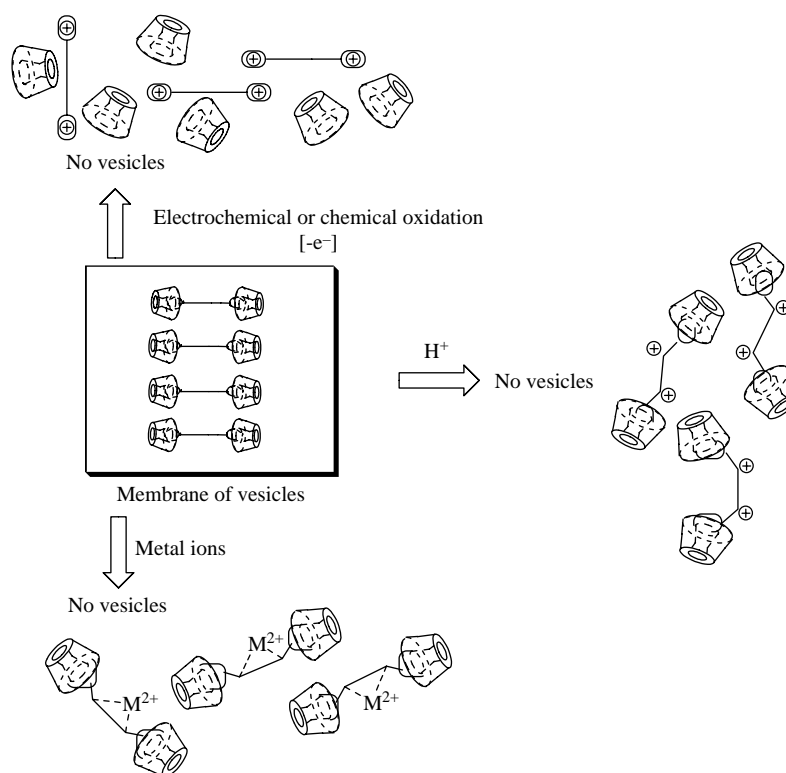 No vesicles
Electrochemical or chemical oxidation
[-e⁻]
H⁺
No vesicles
Membrane of vesicles
Metal ions
No vesicles
M²⁺
M²⁺
M²⁺